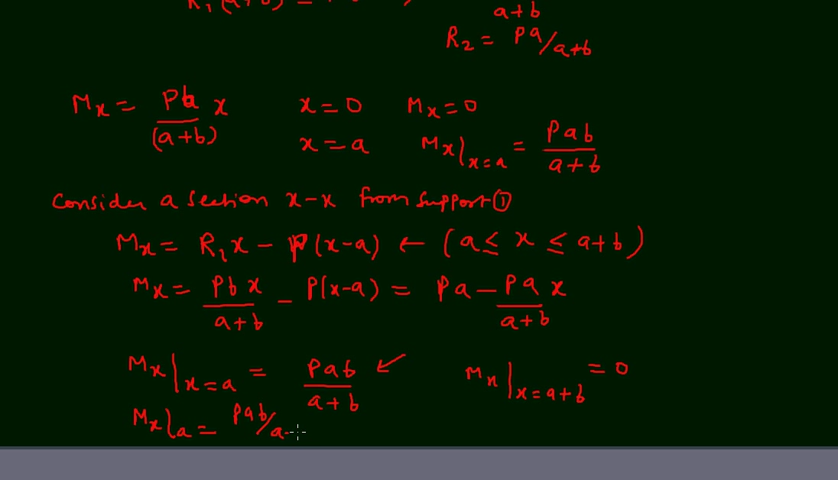 a+b
R₂ = Pa/a+b
Mx = Pb/(a+b) x    x = 0    Mx = 0
x = a    Mx|x=a = Pab/a+b
Consider a section x-x from support ①
Mx = R₁x - P(x-a) ← (a ≤ x ≤ a+b)
Mx = Pbx/a+b - P(x-a) = Pa - Pa/a+b x
Mx|x=a = Pab/a+b ✓    Mx|x=a+b = 0
Mx|a = Pab/a-